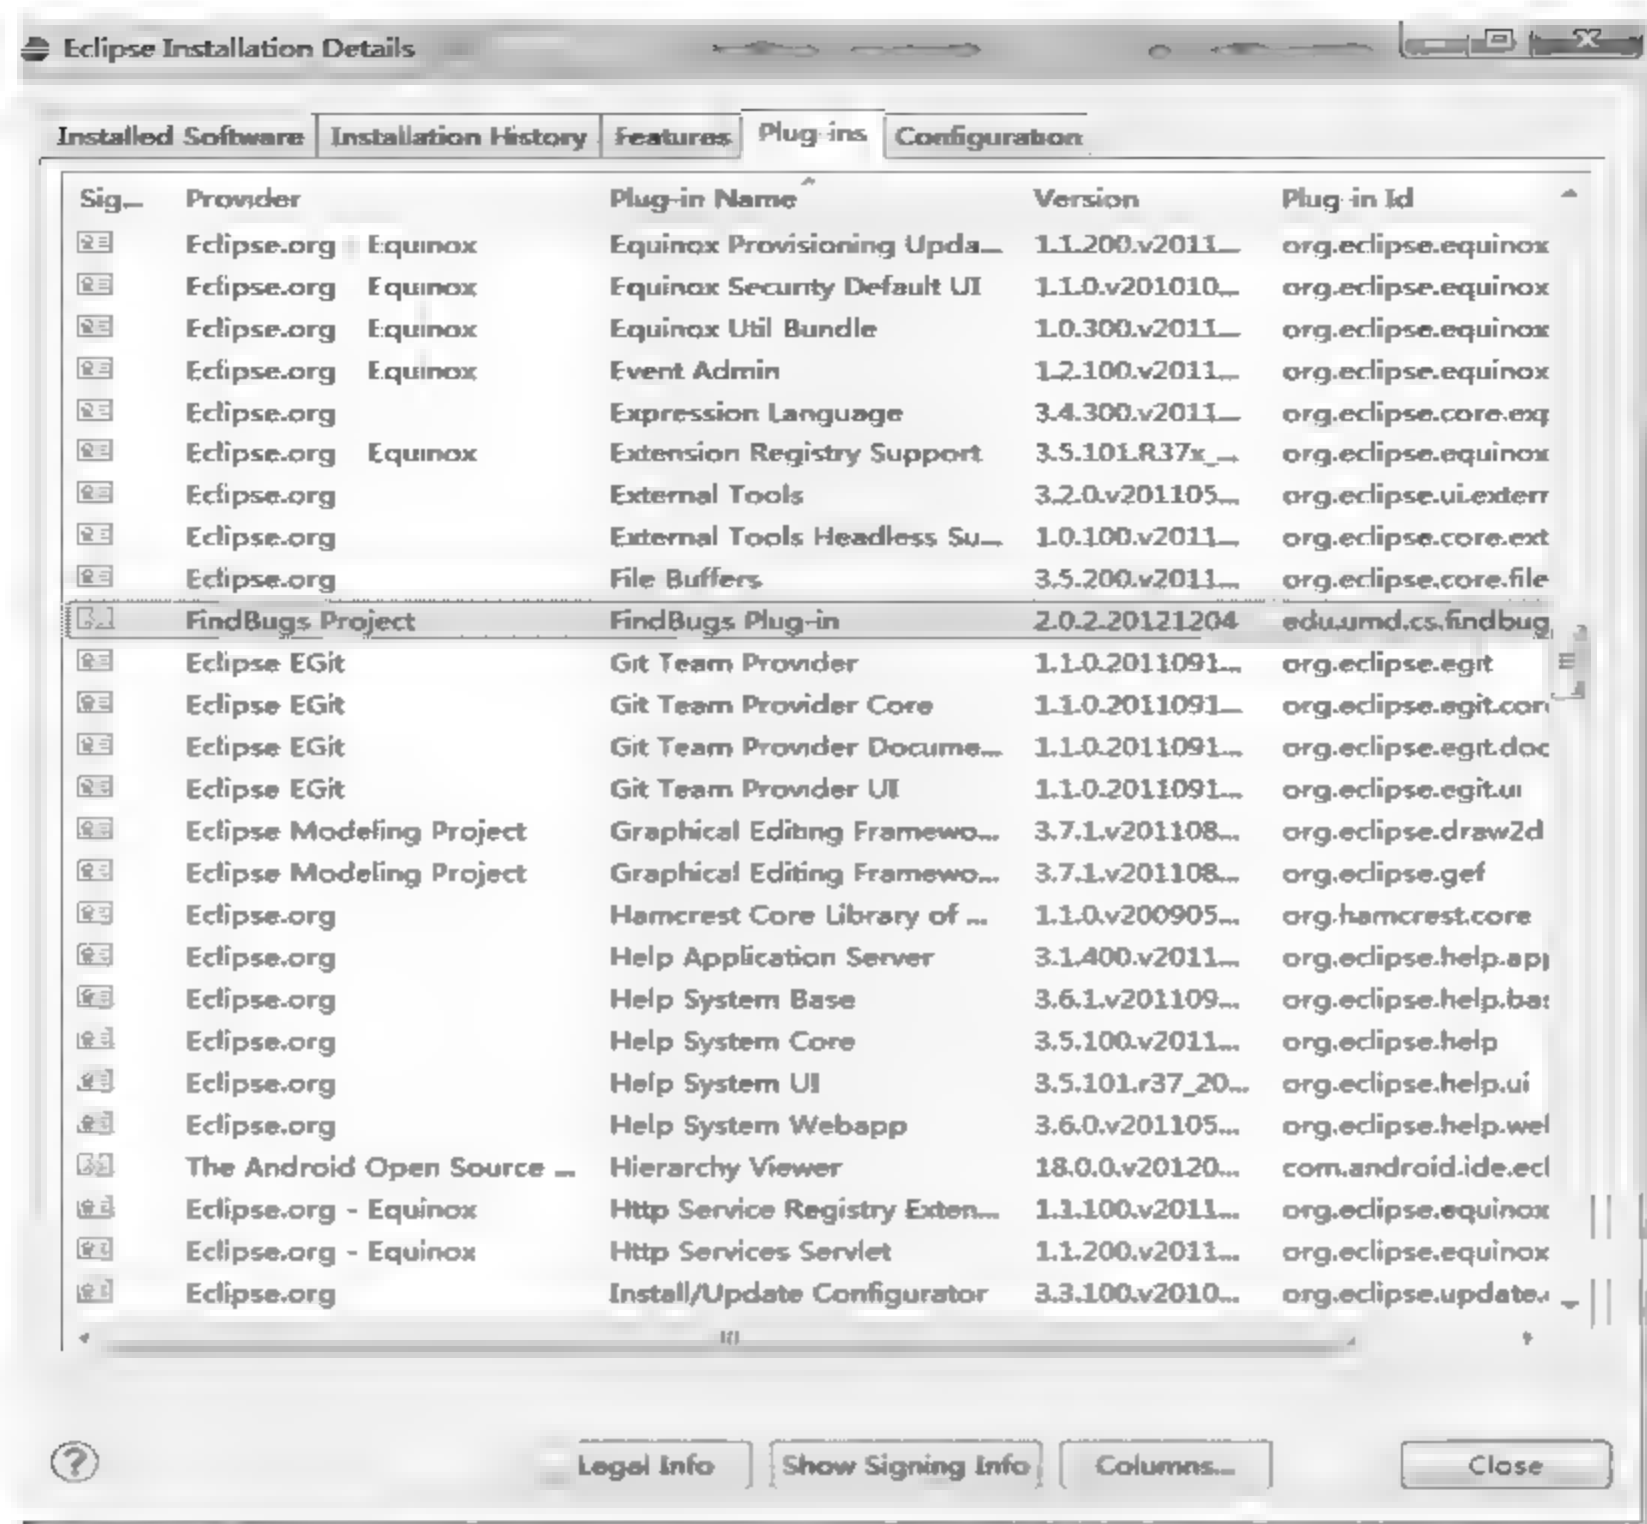 Eclipse Installation Details
Installed Software Installation History Features Plug-ins Configuration
Sig... Provider Plug-in Name Version Plug-in Id
Eclipse.org - Equinox Equinox Provisioning Upda... 1.1.200.v2011... org.eclipse.equinox
Eclipse.org Equinox Equinox Security Default UI 1.1.0.v201010... org.eclipse.equinox
Eclipse.org Equinox Equinox Util Bundle 1.0.300.v2011... org.eclipse.equinox
Eclipse.org Equinox Event Admin 1.2.100.v2011... org.eclipse.equinox
Eclipse.org Expression Language 3.4.300.v2011... org.eclipse.core.exp
Eclipse.org Equinox Extension Registry Support 3.5.101.R37x_... org.eclipse.equinox
Eclipse.org External Tools 3.2.0.v201105... org.eclipse.ui.extern
Eclipse.org External Tools Headless Su... 1.0.100.v2011... org.eclipse.core.ext
Eclipse.org File Buffers 3.5.200.v2011... org.eclipse.core.file
FindBugs Project FindBugs Plug-in 2.0.2.20121204 edu.umd.cs.findbug
Eclipse EGit Git Team Provider 1.1.0.2011091... org.eclipse.egit
Eclipse EGit Git Team Provider Core 1.1.0.2011091... org.eclipse.egit.cor
Eclipse EGit Git Team Provider Docume... 1.1.0.2011091... org.eclipse.egit.doc
Eclipse EGit Git Team Provider UI 1.1.0.2011091... org.eclipse.egit.ui
Eclipse Modeling Project Graphical Editing Framewo... 3.7.1.v201108... org.eclipse.draw2d
Eclipse Modeling Project Graphical Editing Framewo... 3.7.1.v201108... org.eclipse.gef
Eclipse.org Hamcrest Core Library of ... 1.1.0.v200905... org.hamcrest.core
Eclipse.org Help Application Server 3.1.400.v2011... org.eclipse.help.app
Eclipse.org Help System Base 3.6.1.v201109... org.eclipse.help.bas
Eclipse.org Help System Core 3.5.100.v2011... org.eclipse.help
Eclipse.org Help System UI 3.5.101.r37_20... org.eclipse.help.ui
Eclipse.org Help System Webapp 3.6.0.v201105... org.eclipse.help.wel
The Android Open Source ... Hierarchy Viewer 18.0.0.v20120... com.android.ide.ecl
Eclipse.org - Equinox Http Service Registry Exten... 1.1.100.v2011... org.eclipse.equinox
Eclipse.org - Equinox Http Services Servlet 1.1.200.v2011... org.eclipse.equinox
Eclipse.org Install/Update Configurator 3.3.100.v2010... org.eclipse.update.
Legal Info Show Signing Info Columns... Close